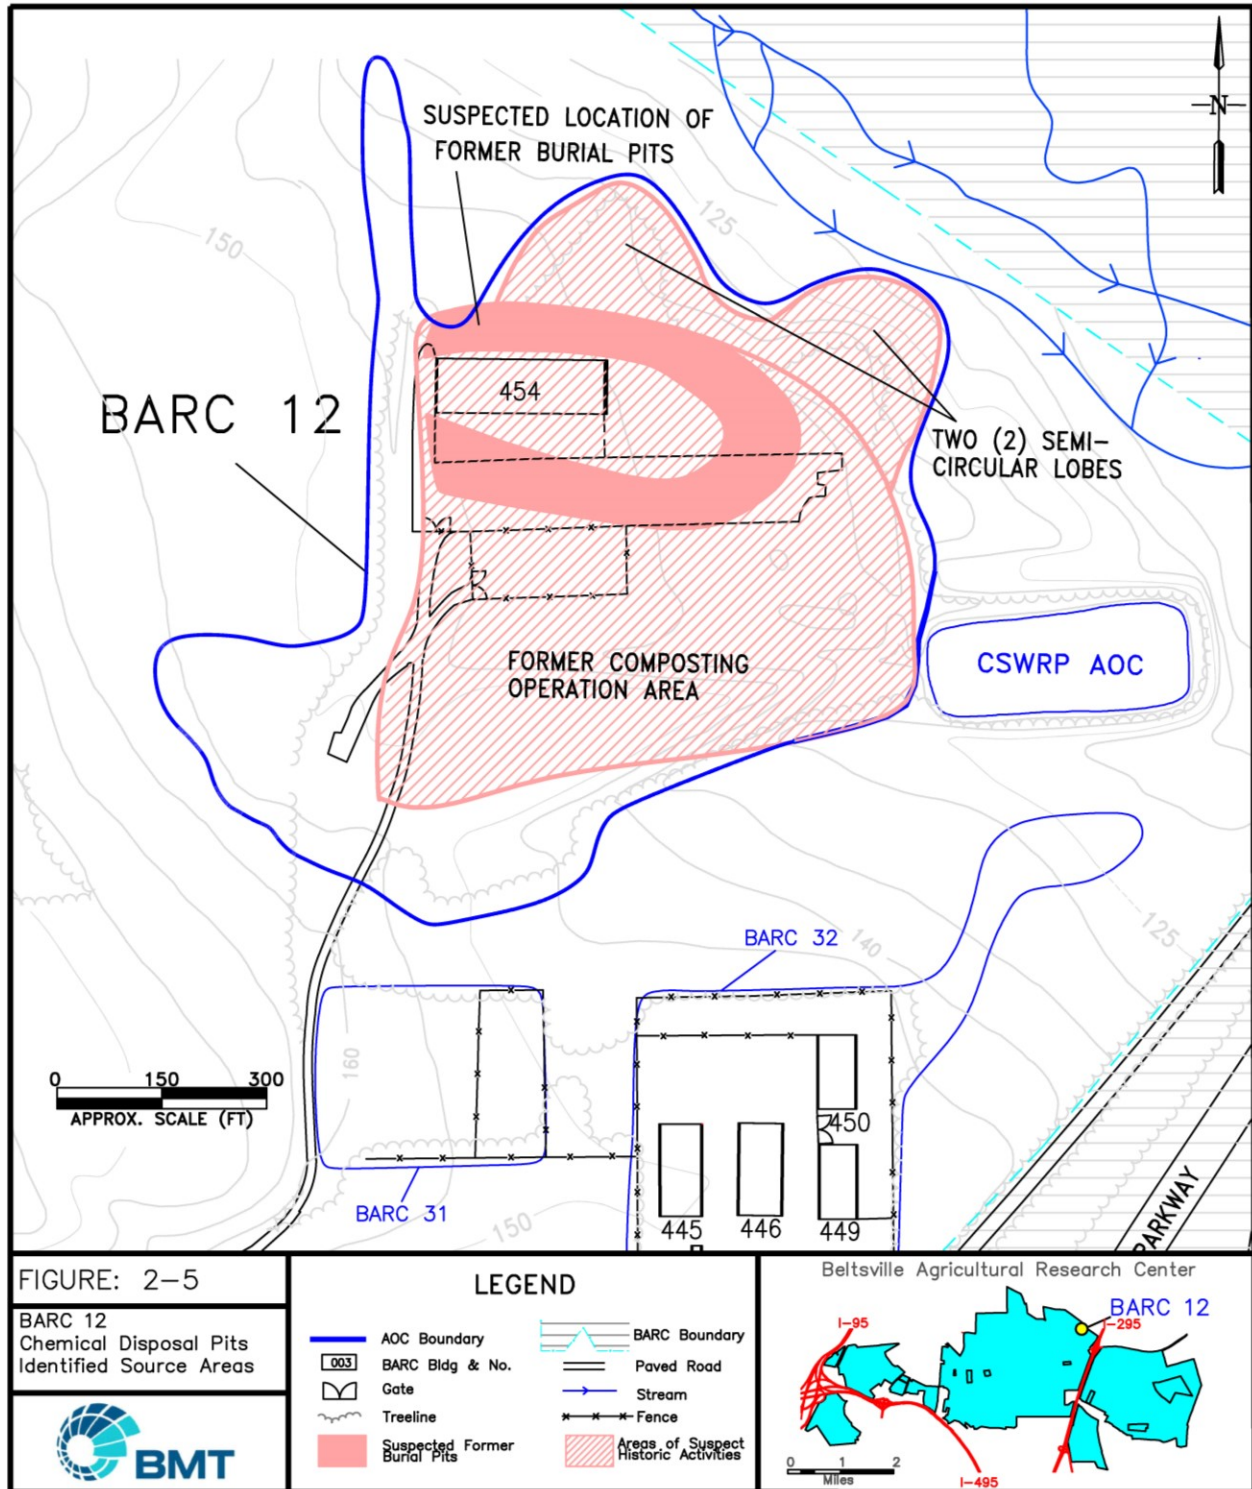 SUSPECTED LOCATION OF
FORMER BURIAL PITS
N
125
150
BARC 12
454
TWO (2) SEMI-
CIRCULAR LOBES
FORMER COMPOSTING
OPERATION AREA
CSWRP AOC
BARC 32
140
125
160
0 150 300
APPROX. SCALE (FT)
BARC 31
150
450
445
446
449
PARKWAY
FIGURE: 2-5
BARC 12
Chemical Disposal Pits
Identified Source Areas
BMT
LEGEND
AOC Boundary
003
BARC Bldg & No.
Gate
Treeline
Suspected Former
Burial Pits
BARC Boundary
Paved Road
Stream
Fence
Areas of Suspect
Historic Activities
Beltsville Agricultural Research Center
BARC 12
I-95
I-295
I-495
0 1 2
Miles